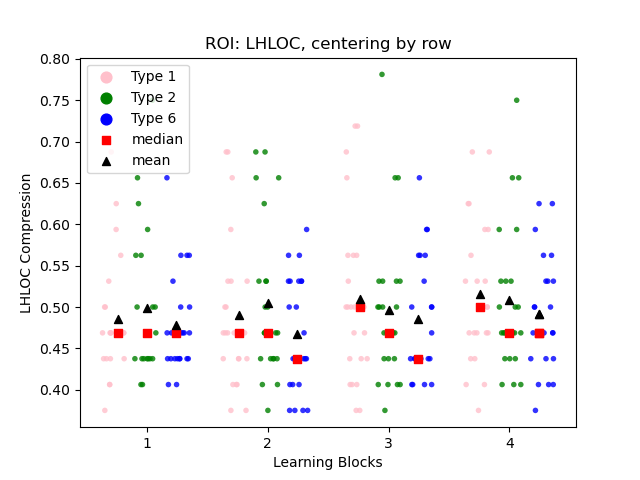 ROI: LHLOC, centering by row
LHLOC Compression
0.80
0.75
0.70
0.65
0.60
0.55
0.50
0.45
0.40
Type 1
Type 2
Type 6
median
mean
1 2 3 4
Learning Blocks